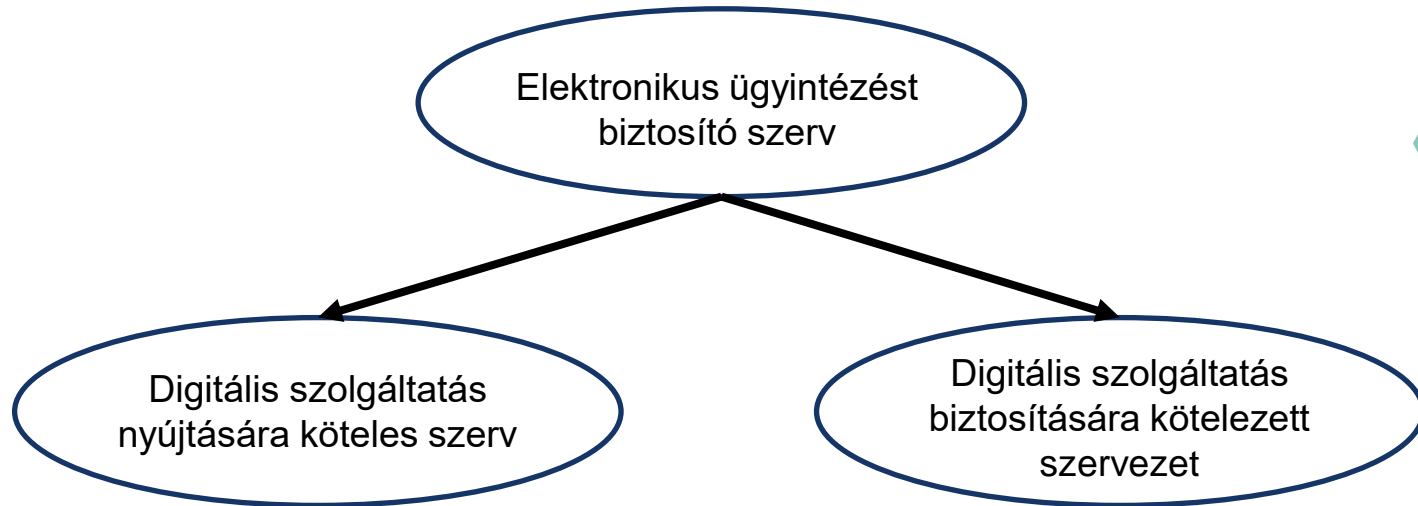 Elektronikus ügyintézést
biztosító szerv
Digitális szolgáltatás
nyújtására köteles szerv
Digitális szolgáltatás
biztosítására kötelezett
szervezet